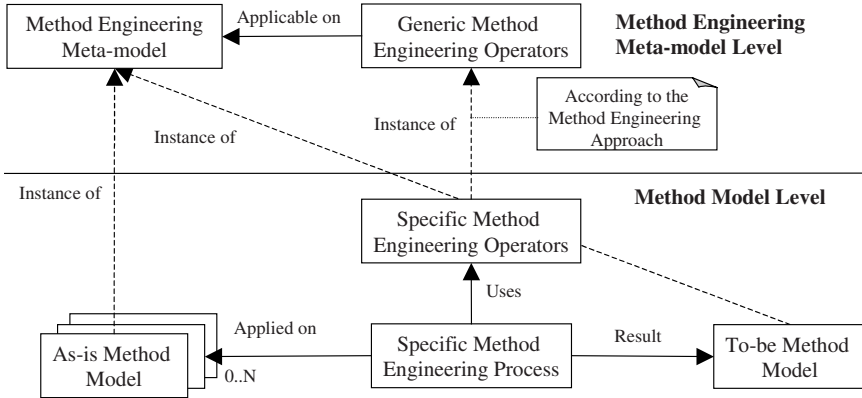 Method Engineering
Meta-model
Applicable on
Generic Method
Engineering Operators
Method Engineering
Meta-model Level
According to the
Method Engineering
Approach
Instance of
Instance of
Instance of
Method Model Level
Specific Method
Engineering Operators
Uses
As-is Method
Model
0..N
Applied on
Specific Method
Engineering Process
Result
To-be Method
Model